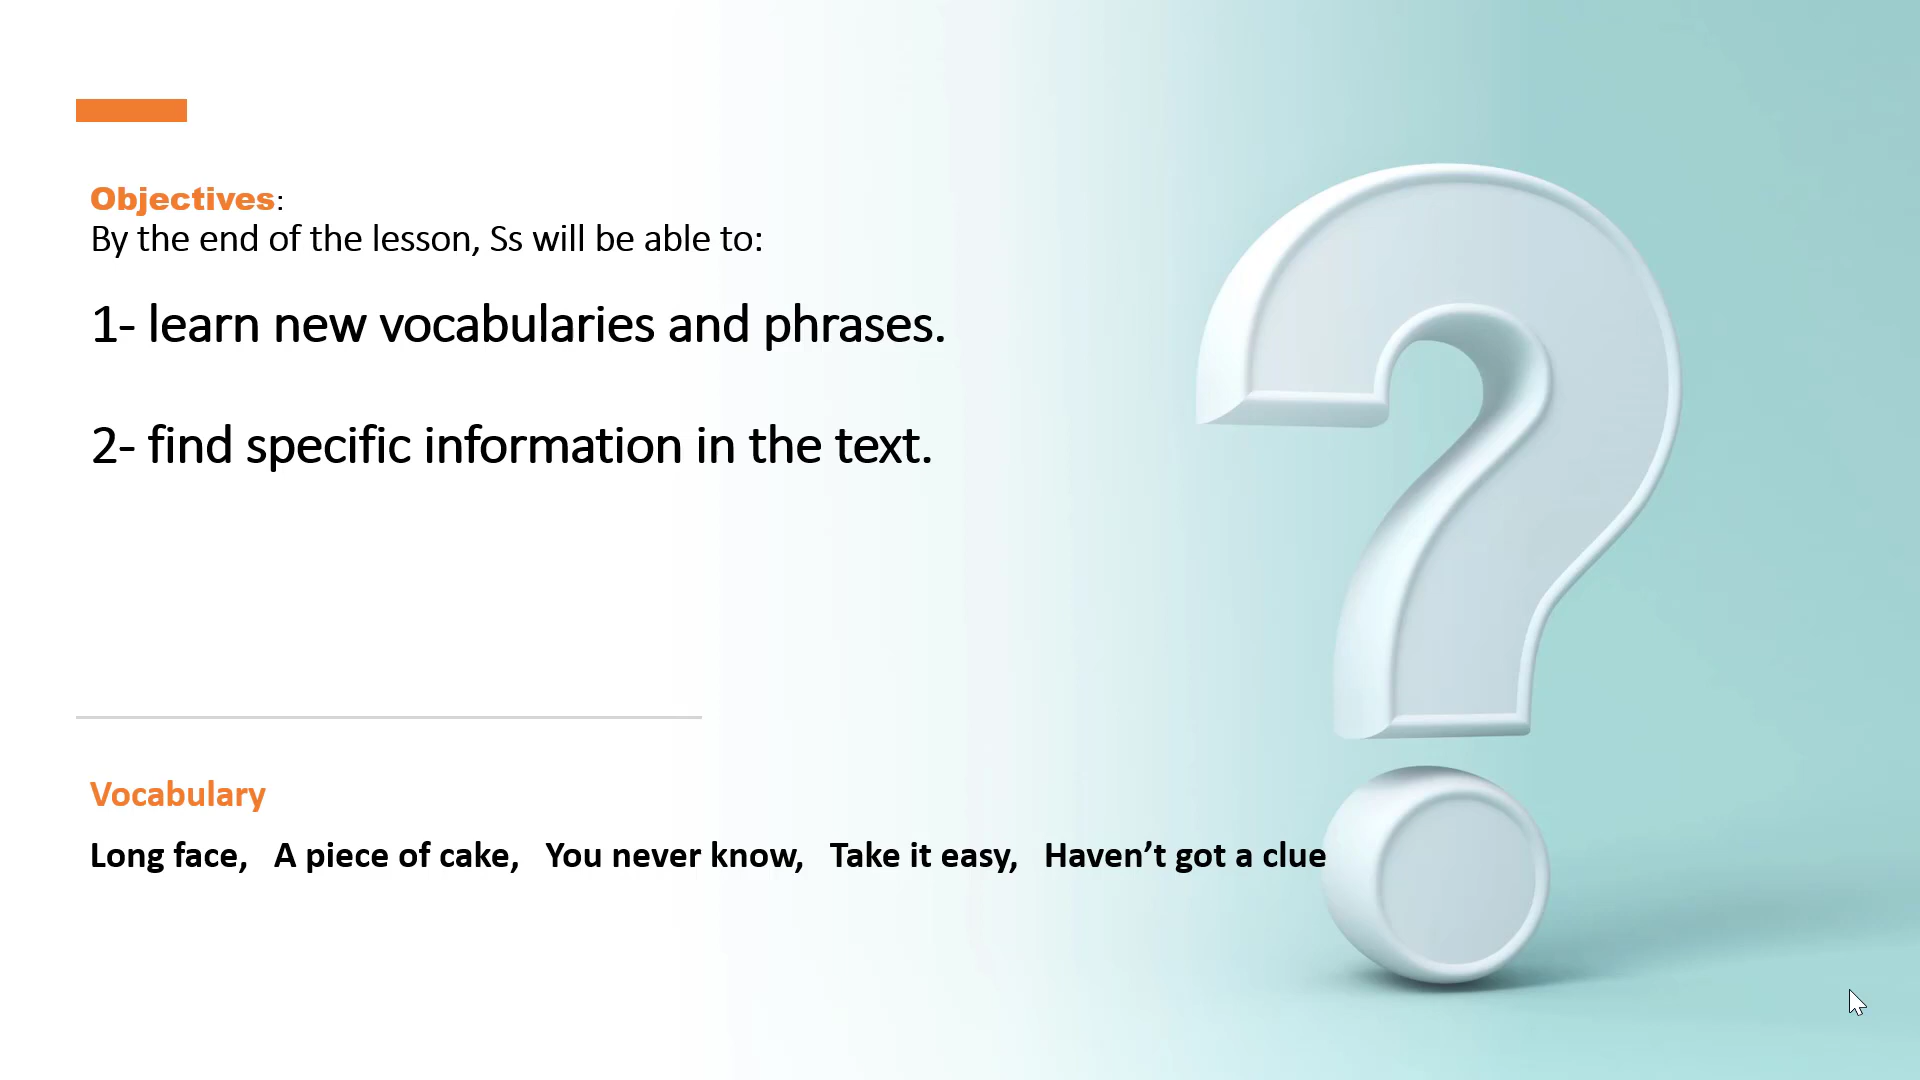 Objectives:
By the end of the lesson, Ss will be able to:
1- learn new vocabularies and phrases.
2- find specific information in the text.
Vocabulary
Long face,   A piece of cake,   You never know,   Take it easy,   Haven’t got a clue